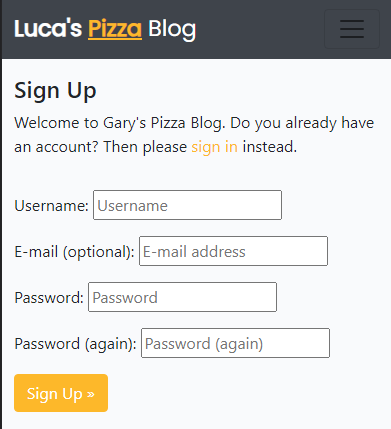 Luca's Pizza Blog
Sign Up
Welcome to Gary's Pizza Blog. Do you already have
an account? Then please sign in instead.
Username: Username
E-mail (optional): E-mail address
Password: Password
Password (again): Password (again)
Sign Up »